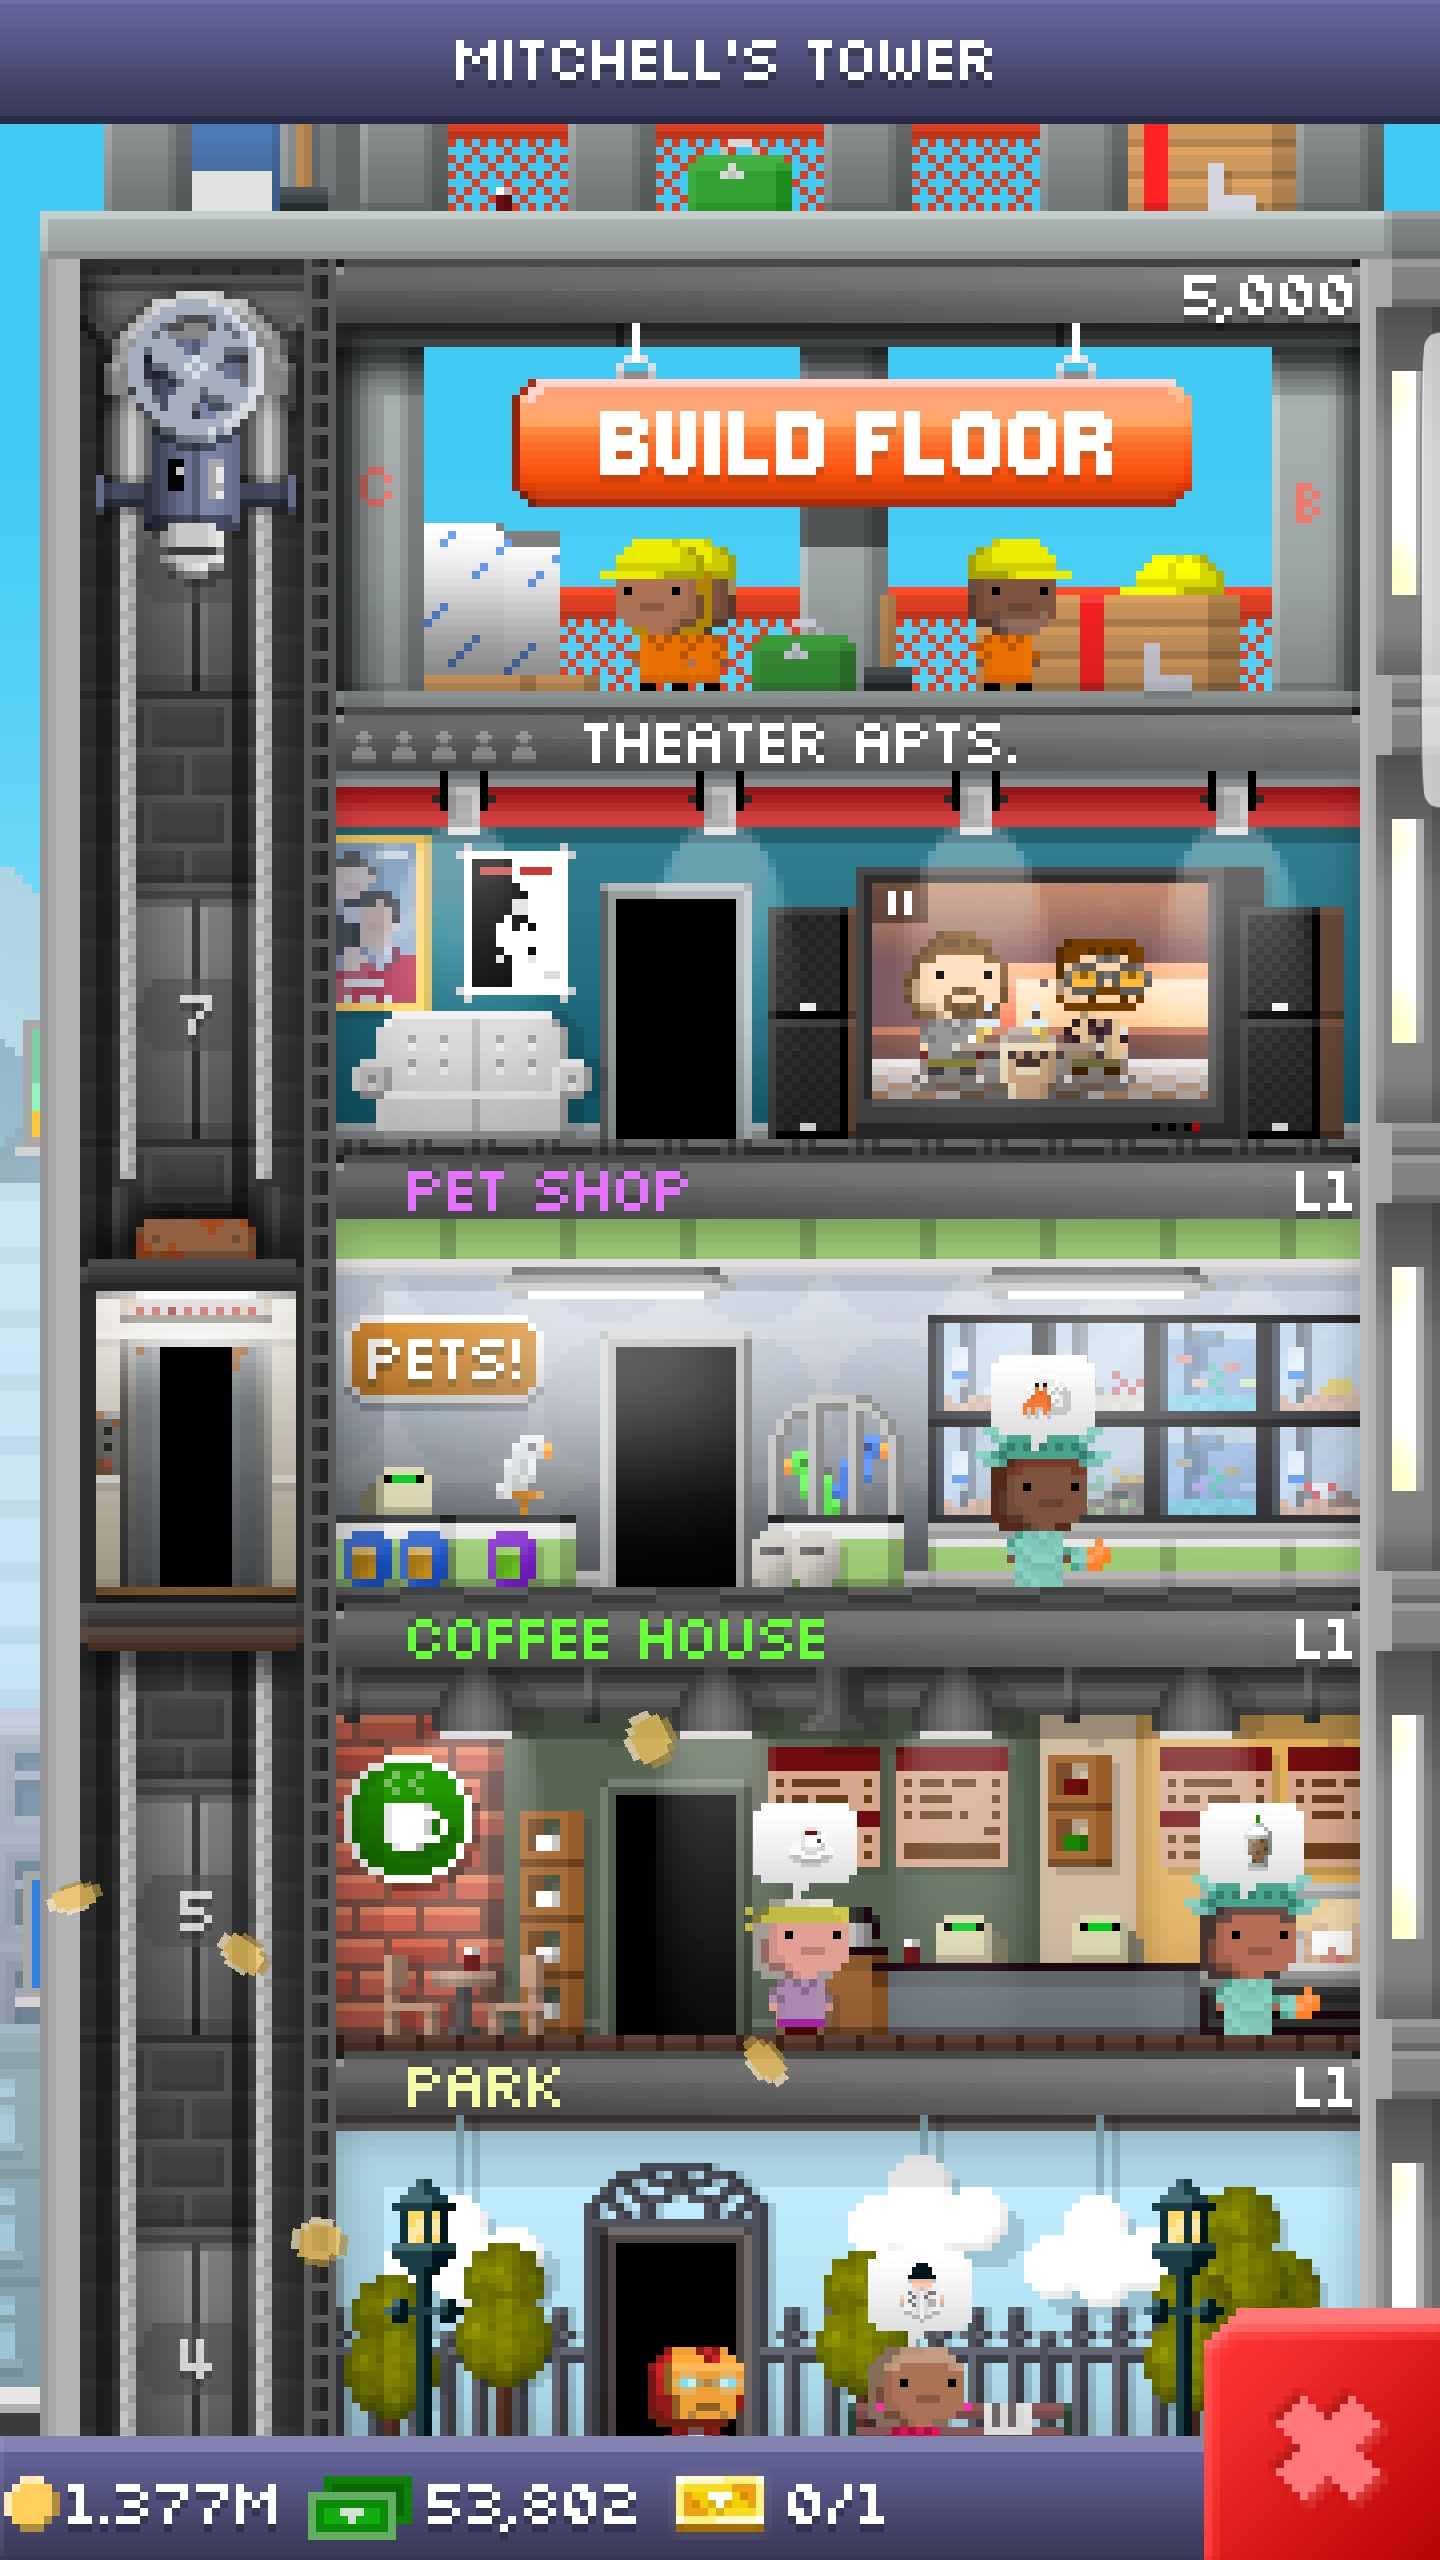 MITCHELL'S TOWER
5,000
BUILD FLOOR
C
B
THEATER APTS.
7
PET SHOP L1
PETS!
COFFEE HOUSE L1
5
PARK L1
4
1.377M 53,802 0/1